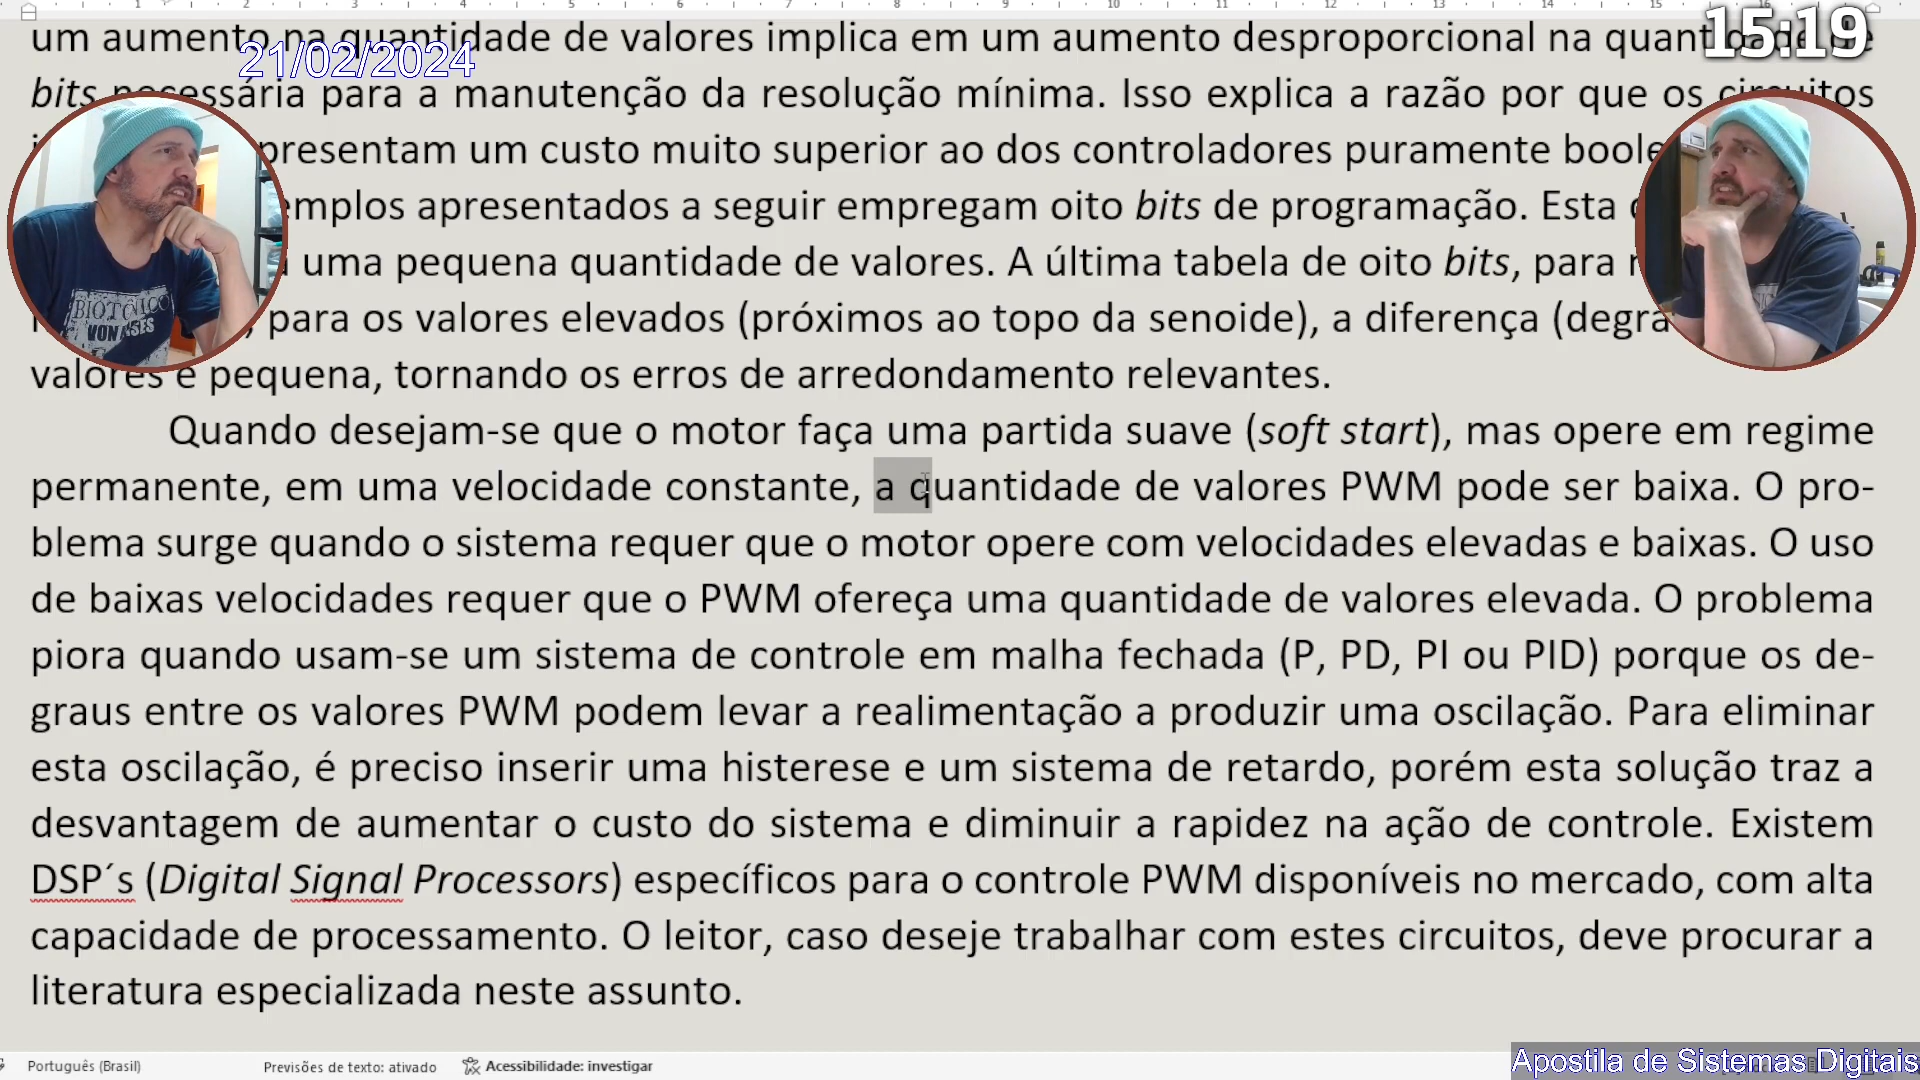 um aumento na quantidade de valores implica em um aumento desproporcional na
15:19
21/02/2024
bits necessária para a manutenção da resolução mínima. Isso explica a razão por que os circuitos
presentam um custo muito superior ao dos controladores puramente
emplos apresentados a seguir empregam oito bits de programação. Esta
uma pequena quantidade de valores. A última tabela de oito bits, para
para os valores elevados (próximos ao topo da senoide), a diferença
valores é pequena, tornando os erros de arredondamento relevantes.
Quando desejam-se que o motor faça uma partida suave (soft start), mas opere em regime
permanente, em uma velocidade constante, a quantidade de valores PWM pode ser baixa. O pro-
blema surge quando o sistema requer que o motor opere com velocidades elevadas e baixas. O uso
de baixas velocidades requer que o PWM ofereça uma quantidade de valores elevada. O problema
piora quando usam-se um sistema de controle em malha fechada (P, PD, PI ou PID) porque os de-
graus entre os valores PWM podem levar a realimentação a produzir uma oscilação. Para eliminar
esta oscilação, é preciso inserir uma histerese e um sistema de retardo, porém esta solução traz a
desvantagem de aumentar o custo do sistema e diminuir a rapidez na ação de controle. Existem
DSP´s (Digital Signal Processors) específicos para o controle PWM disponíveis no mercado, com alta
capacidade de processamento. O leitor, caso deseje trabalhar com estes circuitos, deve procurar a
literatura especializada neste assunto.
Português (Brasil) Previsões de texto: ativado Acessibilidade: investigar
Apostila de Sistemas Digitais